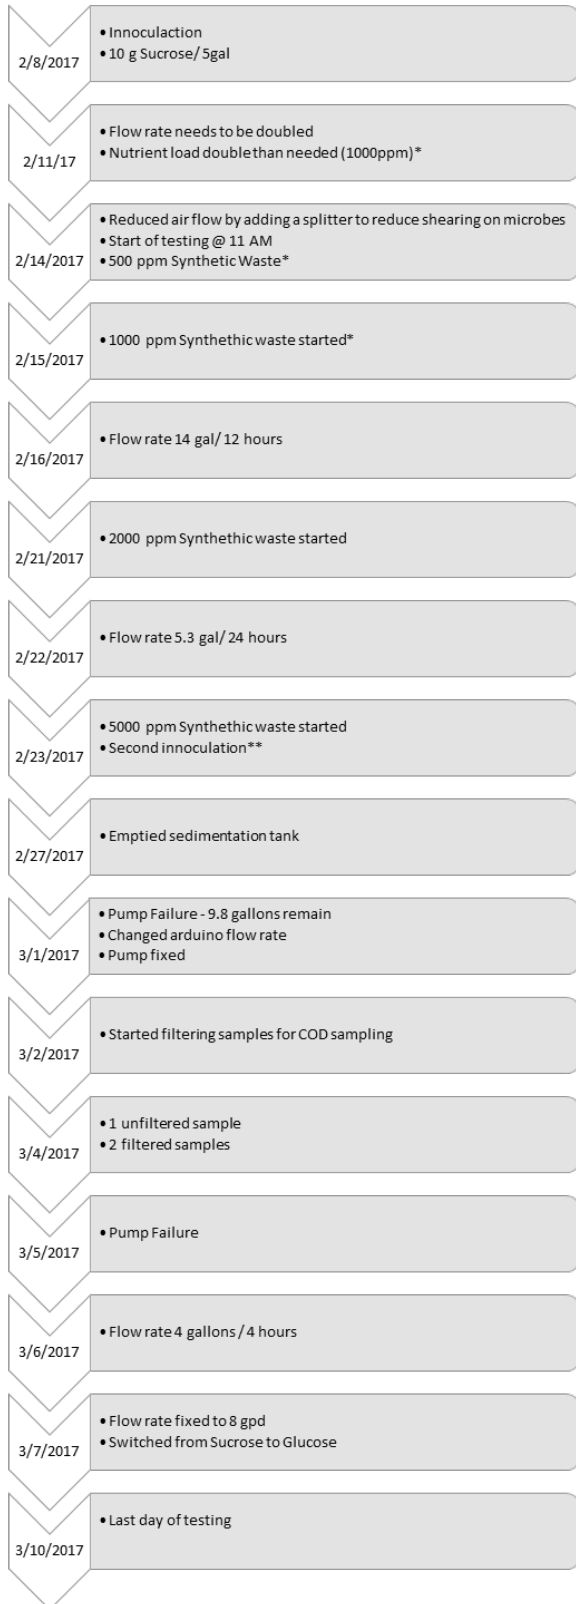 2/8/2017
• Innoculaction
• 10 g Sucrose/ 5gal
2/11/17
• Flow rate needs to be doubled
• Nutrient load double than needed (1000ppm)*
2/14/2017
• Reduced air flow by adding a splitter to reduce shearing on microbes
• Start of testing @ 11 AM
• 500 ppm Synthetic Waste*
2/15/2017
• 1000 ppm Synthethic waste started*
2/16/2017
• Flow rate 14 gal/ 12 hours
2/21/2017
• 2000 ppm Synthethic waste started
2/22/2017
• Flow rate 5.3 gal/ 24 hours
2/23/2017
• 5000 ppm Synthethic waste started
• Second innoculation**
2/27/2017
• Emptied sedimentation tank
3/1/2017
• Pump Failure - 9.8 gallons remain
• Changed arduino flow rate
• Pump fixed
3/2/2017
• Started filtering samples for COD sampling
3/4/2017
• 1 unfiltered sample
• 2 filtered samples
3/5/2017
• Pump Failure
3/6/2017
• Flow rate 4 gallons / 4 hours
3/7/2017
• Flow rate fixed to 8 gpd
• Switched from Sucrose to Glucose
3/10/2017
• Last day of testing